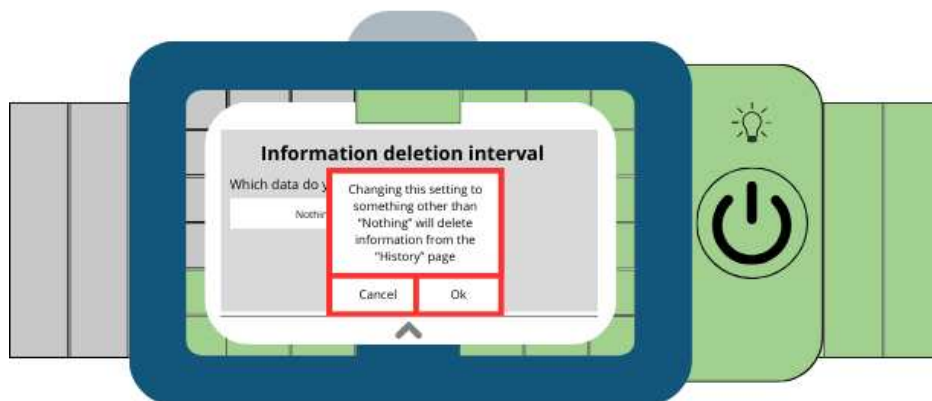 Information deletion interval
Which data do y
Nothin
Changing this setting to
something other than
"Nothing" will delete
information from the
"History" page
Cancel Ok